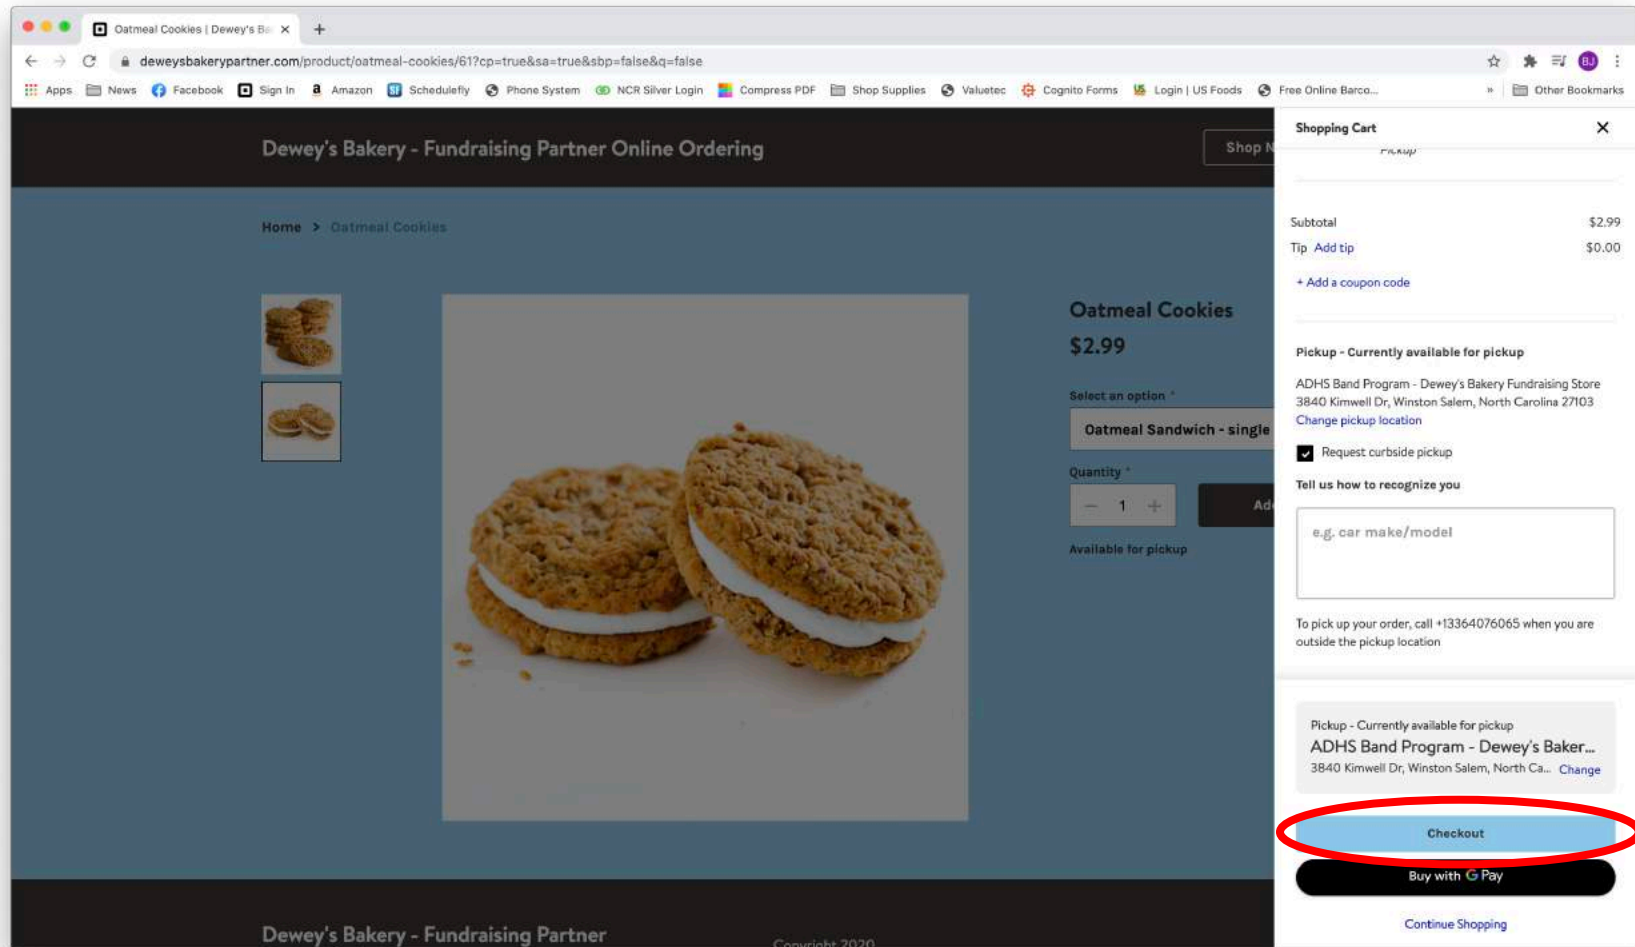 Oatmeal Cookies | Dewey's Ba
deweysbakerypartner.com/product/oatmeal-cookies/61?cp=true&sa=true&sbp=false&q=false
BJ
Apps News Facebook Sign In Amazon Schedulefly Phone System NCR Silver Login Compress PDF Shop Supplies Valutec Cognito Forms Login | US Foods Free Online Barco... » Other Bookmarks
Dewey's Bakery - Fundraising Partner Online Ordering
Shop N
Home > Oatmeal Cookies
Oatmeal Cookies
$2.99
Select an option *
Oatmeal Sandwich - single
Quantity *
− 1 +
Ad
Available for pickup
Dewey's Bakery - Fundraising Partner
Copyright 2020
Shopping Cart
Pickup
Subtotal $2.99
Tip Add tip $0.00
+ Add a coupon code
Pickup - Currently available for pickup
ADHS Band Program - Dewey's Bakery Fundraising Store
3840 Kimwell Dr, Winston Salem, North Carolina 27103
Change pickup location
Request curbside pickup
Tell us how to recognize you
e.g. car make/model
To pick up your order, call +13364076065 when you are
outside the pickup location
Pickup - Currently available for pickup
ADHS Band Program - Dewey's Baker...
3840 Kimwell Dr, Winston Salem, North Ca... Change
Checkout
Buy with G Pay
Continue Shopping